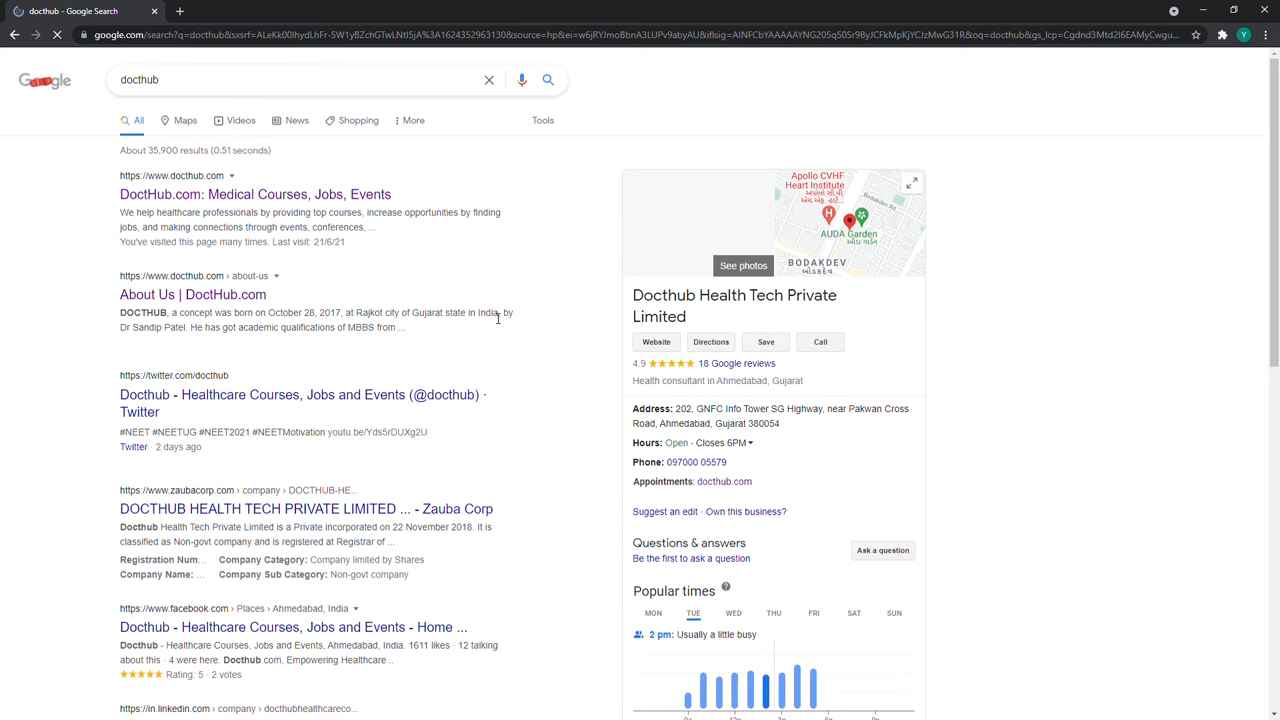 docthub - Google Search
google.com/search?q=docthub&sxsrf=ALeKk00lhydLhFr-5W1yBZchGTwLNtI5jA%3A1624352963130&source=hp&ei=w6jRYJmoBbnA3LUPv9abyAU&iflsig=AINFCbYAAAAAYNG205q50Sr9ByJCFkMpKjYCJzMwG31R&oq=docthub&gs_lcp=Cgdnd3Mtd2l6EAMyCwgu...
Y
Google
docthub
All
Maps
Videos
News
Shopping
More
Tools
About 35,900 results (0.51 seconds)
https://www.docthub.com
DoctHub.com: Medical Courses, Jobs, Events
We help healthcare professionals by providing top courses, increase opportunities by finding
jobs, and making connections through events, conferences, ...
You've visited this page many times. Last visit: 21/6/21
https://www.docthub.com › about-us
About Us | DoctHub.com
DOCTHUB, a concept was born on October 28, 2017, at Rajkot city of Gujarat state in India, by
Dr Sandip Patel. He has got academic qualifications of MBBS from ...
https://twitter.com/docthub
Docthub - Healthcare Courses, Jobs and Events (@docthub) ·
Twitter
#NEET #NEETUG #NEET2021 #NEETMotivation youtu.be/Yds5rDUXg2U
Twitter · 2 days ago
https://www.zaubacorp.com › company › DOCTHUB-HE...
DOCTHUB HEALTH TECH PRIVATE LIMITED ... - Zauba Corp
Docthub Health Tech Private Limited is a Private incorporated on 22 November 2018. It is
classified as Non-govt company and is registered at Registrar of ...
Registration Num... Company Category: Company limited by Shares
Company Name: ... Company Sub Category: Non-govt company
https://www.facebook.com › Places › Ahmedabad, India
Docthub - Healthcare Courses, Jobs and Events - Home ...
Docthub - Healthcare Courses, Jobs and Events, Ahmedabad, India. 1611 likes · 12 talking
about this · 4 were here. Docthub.com, Empowering Healthcare...
Rating: 5 · 2 votes
https://in.linkedin.com › company › docthubhealthcareco...
Apollo CVHF
Heart Institute
Bodakdev Rd
H
AUDA Garden
BODAKDEV
બોડકદેવ
See photos
Docthub Health Tech Private
Limited
Website
Directions
Save
Call
4.9 ★★★★★ 18 Google reviews
Health consultant in Ahmedabad, Gujarat
Address: 202, GNFC Info Tower SG Highway, near Pakwan Cross
Road, Ahmedabad, Gujarat 380054
Hours: Open · Closes 6PM
Phone: 097000 05579
Appointments: docthub.com
Suggest an edit · Own this business?
Questions & answers
Be the first to ask a question
Ask a question
Popular times
MON TUE WED THU FRI SAT SUN
2 pm: Usually a little busy
9a 12p 3p 6p 9p